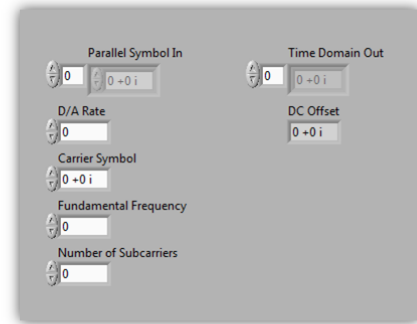 Parallel Symbol In
0
0 +0 i
Time Domain Out
0
0 +0 i
D/A Rate
0
DC Offset
0 +0 i
Carrier Symbol
0 +0 i
Fundamental Frequency
0
Number of Subcarriers
0